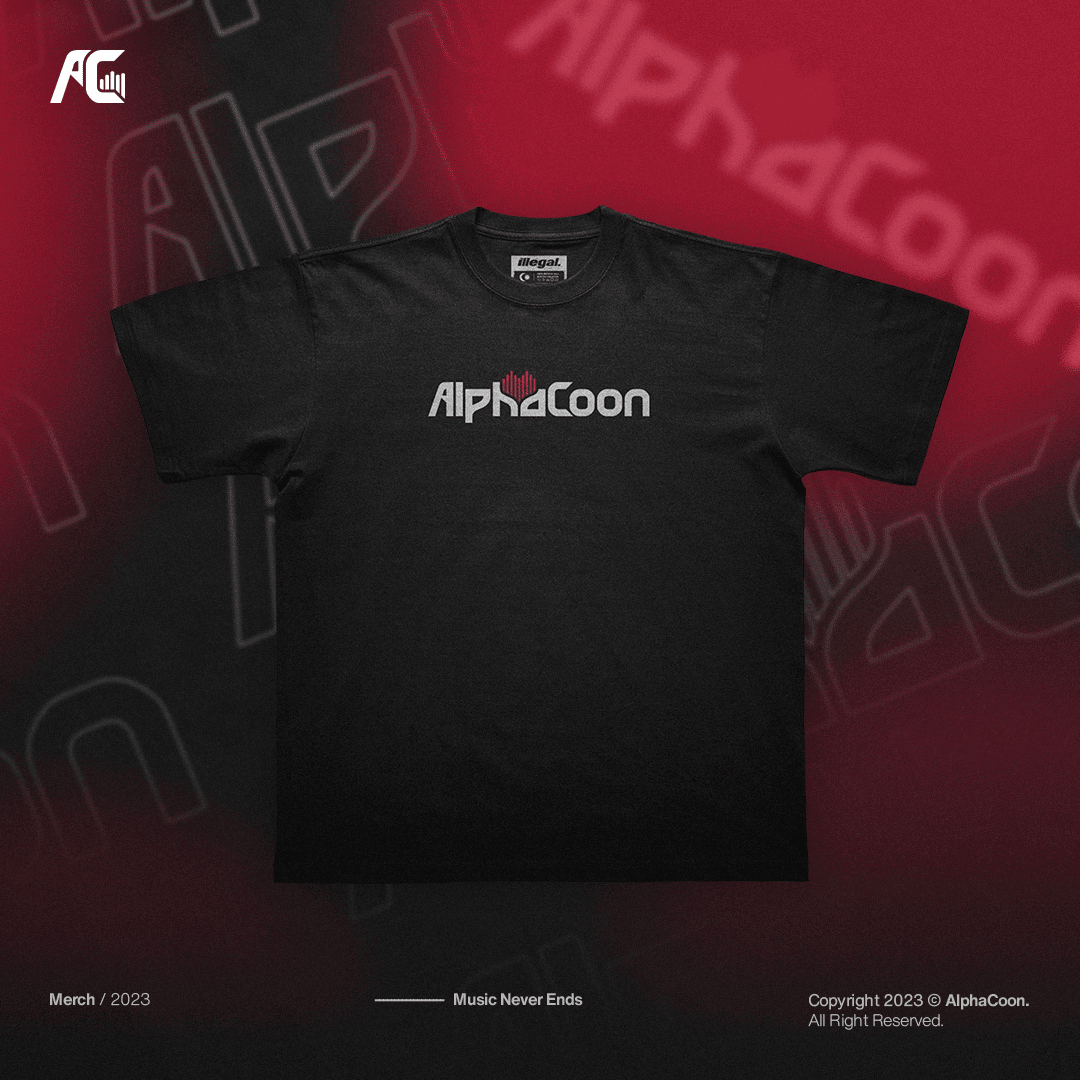 AC
AlphaCoon
illegal.
AlphaCoon
Merch / 2023
Music Never Ends
Copyright 2023 © AlphaCoon.
All Right Reserved.